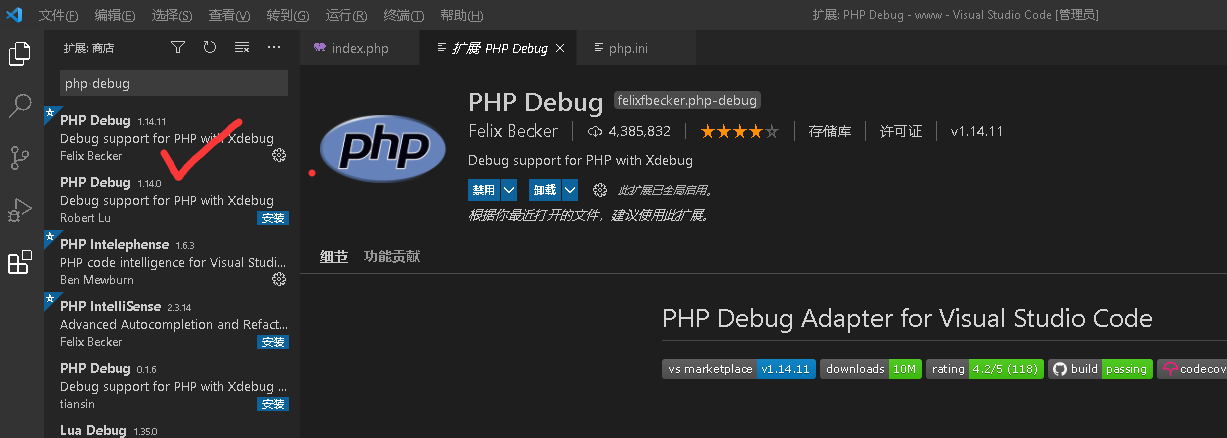 文件(F) 编辑(E) 选择(S) 查看(V) 转到(G) 运行(R) 终端(T) 帮助(H) 扩展: PHP Debug - www - Visual Studio Code [管理员]
扩展: 商店
index.php
扩展: PHP Debug
php.ini
php debug
PHP Debug 1.14.11
Debug support for PHP with Xdebug
Felix Becker
PHP Debug 1.14.0
Debug support for PHP with Xdebug
Robert Lu 安装
PHP Intelephense 1.6.3
PHP code intelligence for Visual Studi...
Ben Mewburn
PHP IntelliSense 2.3.14
Advanced Autocompletion and Refact...
Felix Becker 安装
PHP Debug 0.1.6
Debug support for PHP with Xdebug ...
tiansin 安装
Lua Debug 1.35.0
php
PHP Debug felixfbecker.php-debug
Felix Becker 4,385,832 存储库 许可证 v1.14.11
Debug support for PHP with Xdebug
禁用 卸载 此扩展已全局启用。
根据你最近打开的文件，建议使用此扩展。
细节 功能贡献
PHP Debug Adapter for Visual Studio Code
vs marketplace v1.14.11 downloads 10M rating 4.2/5 (118) build passing codecov